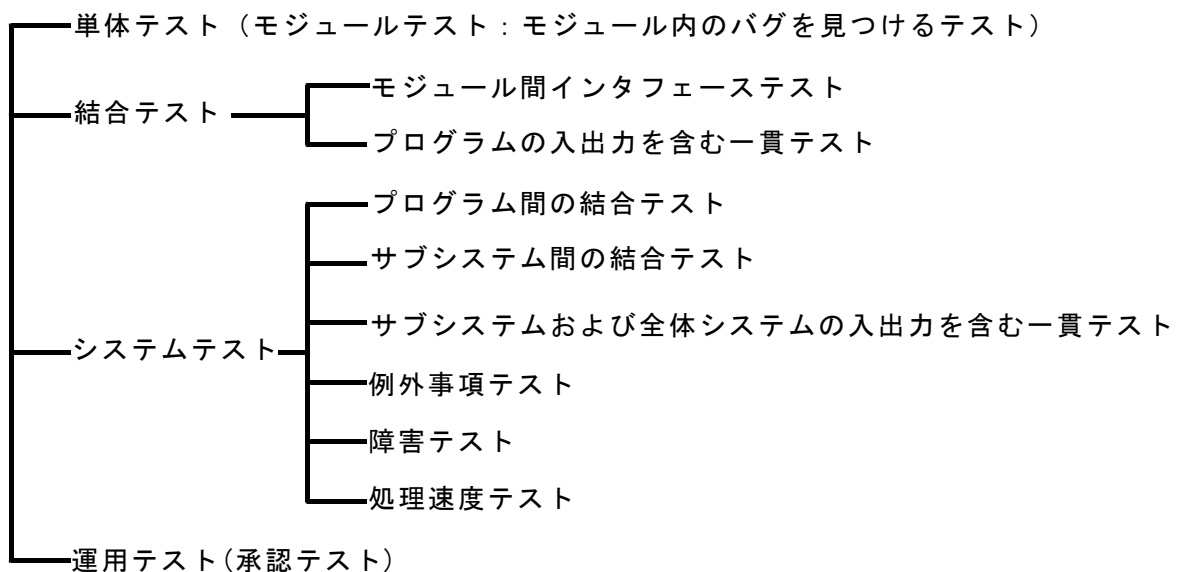 単体テスト（モジュールテスト：モジュール内のバグを見つけるテスト）
結合テスト
モジュール間インタフェーステスト
プログラムの入出力を含む一貫テスト
システムテスト
プログラム間の結合テスト
サブシステム間の結合テスト
サブシステムおよび全体システムの入出力を含む一貫テスト
例外事項テスト
障害テスト
処理速度テスト
運用テスト(承認テスト)